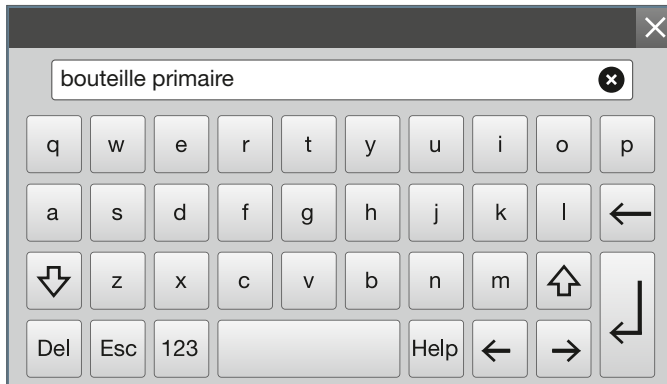 bouteille primaire
q w e r t y u i o p
a s d f g h j k l
z x c v b n m
Del Esc 123 Help